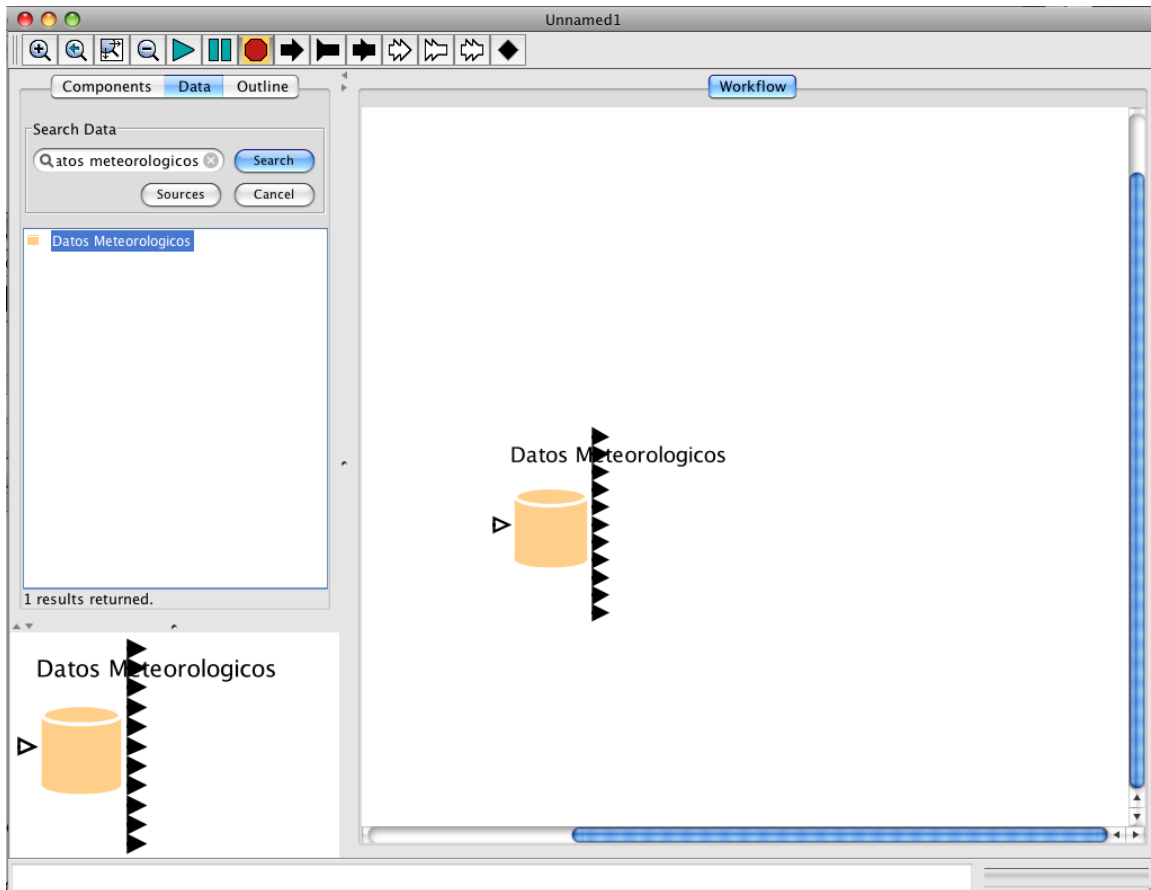 Unnamed1
Components Data Outline
Workflow
Search Data
atos meteorologicos Search
Sources Cancel
Datos Meteorologicos
Datos Meteorologicos
1 results returned.
Datos Meteorologicos